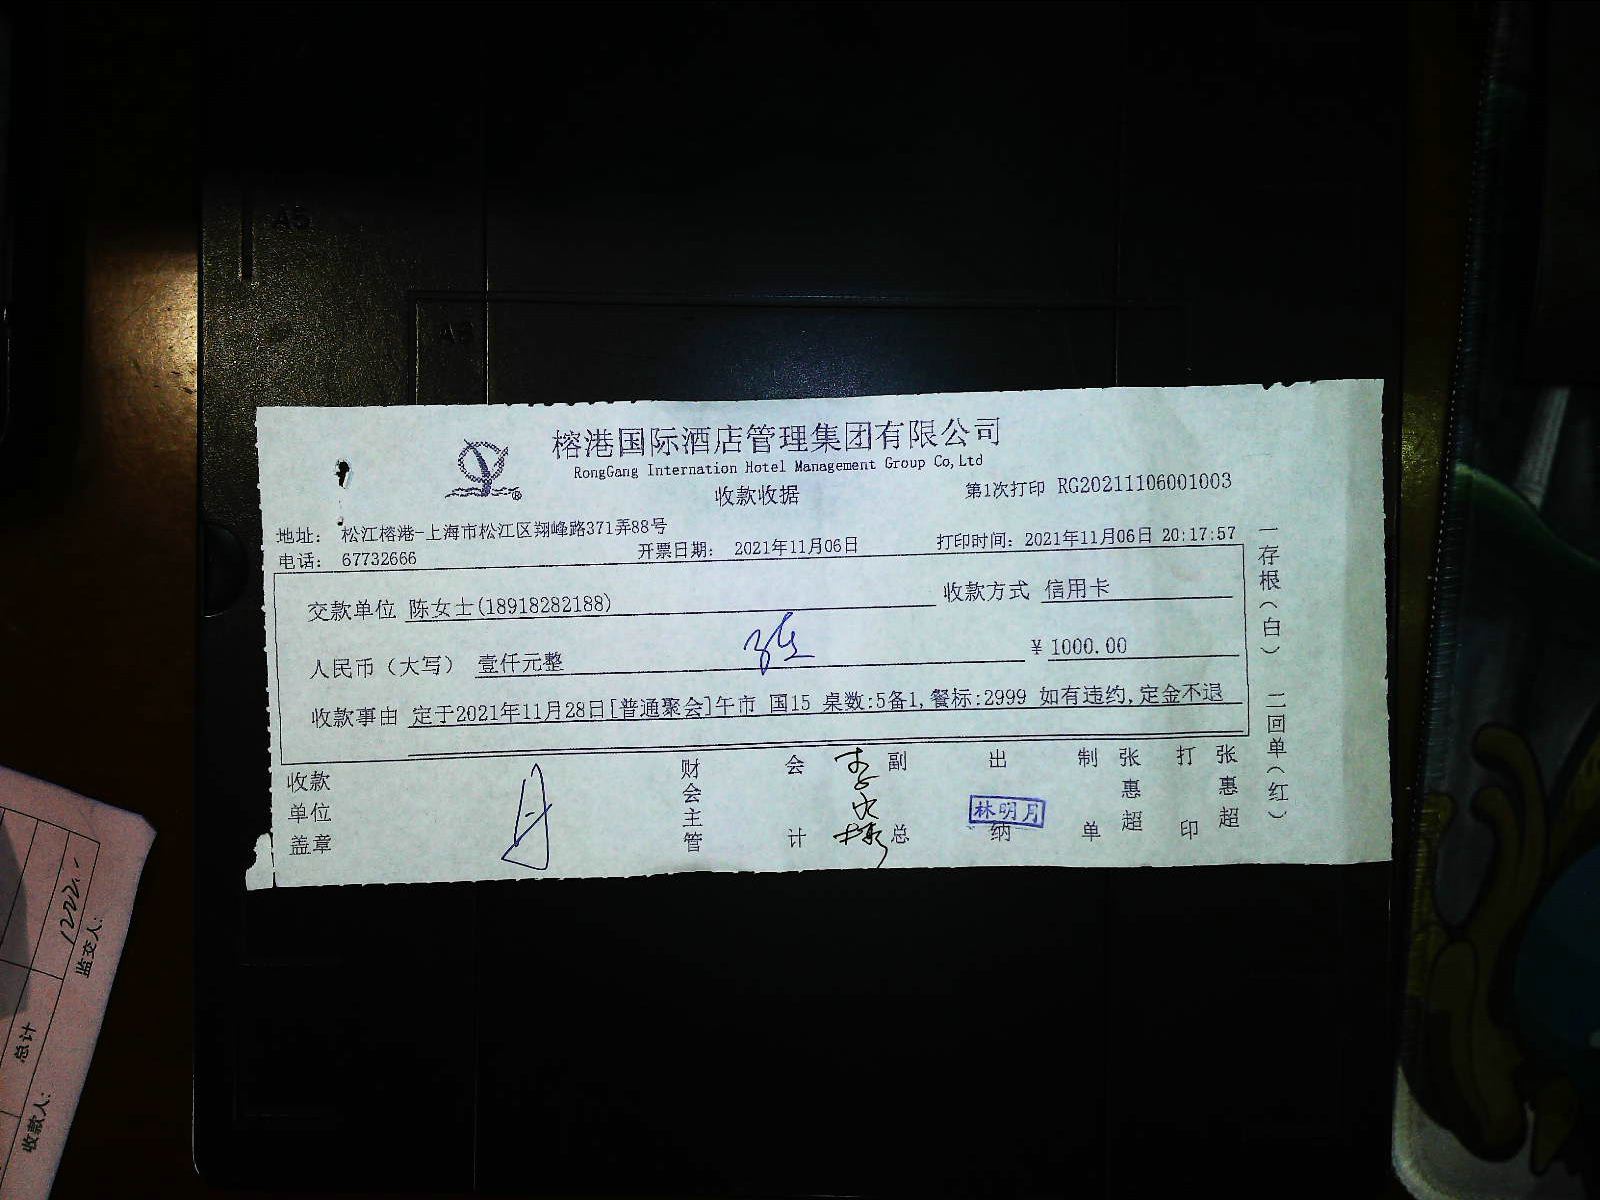 榕港国际酒店管理集团有限公司
RongGang Internation Hotel Management Group Co,Ltd
收款收据
第1次打印 RG20211106001003
地址： 松江榕港-上海市松江区翔峰路371弄88号
电话： 67732666
开票日期： 2021年11月06日
打印时间：2021年11月06日 20:17:57
交款单位 陈女士(18918282188)
收款方式 信用卡
人民币（大写） 壹仟元整
¥ 1000.00
收款事由 定于2021年11月28日[普通聚会]午市 国15 桌数:5备1,餐标:2999 如有违约,定金不退
收款单位盖章
财会主管
会计
副总
出纳
林明月
制单
张惠超
打印
张惠超
一存根（白） 二回单（红）
A3
A5
监交人:
总计
收款人: